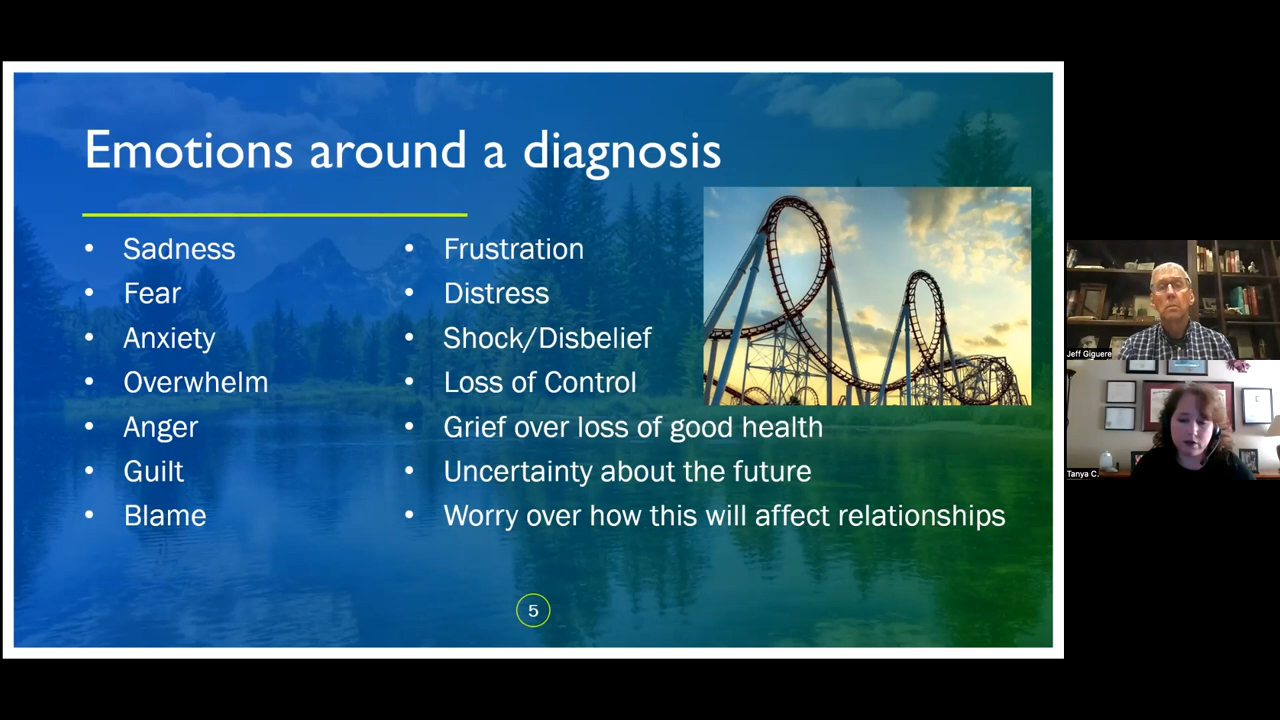 Emotions around a diagnosis
• Sadness
• Fear
• Anxiety
• Overwhelm
• Anger
• Guilt
• Blame
• Frustration
• Distress
• Shock/Disbelief
• Loss of Control
• Grief over loss of good health
• Uncertainty about the future
• Worry over how this will affect relationships
5
Jeff Giguere
Tanya C.